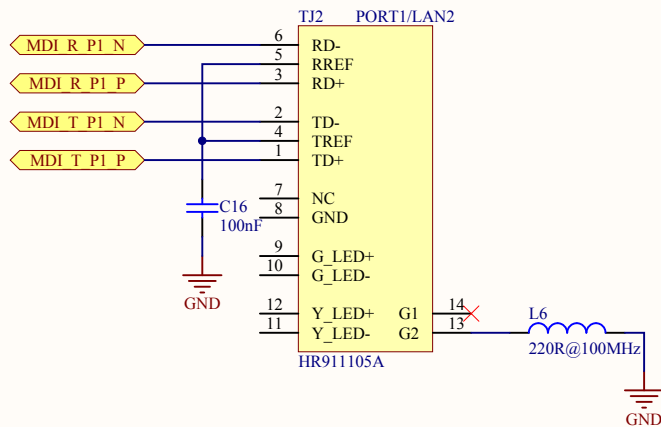 TJ2 PORT1/LAN2
MDI_R_P1_N 6 RD-
5 RREF
MDI_R_P1_P 3 RD+
MDI_T_P1_N 2 TD-
4 TREF
MDI_T_P1_P 1 TD+
7 NC
C16 8 GND
100nF
9 G_LED+
10 G_LED-
GND
12 Y_LED+ G1 14 L6
11 Y_LED- G2 13
220R@100MHz
HR911105A
GND